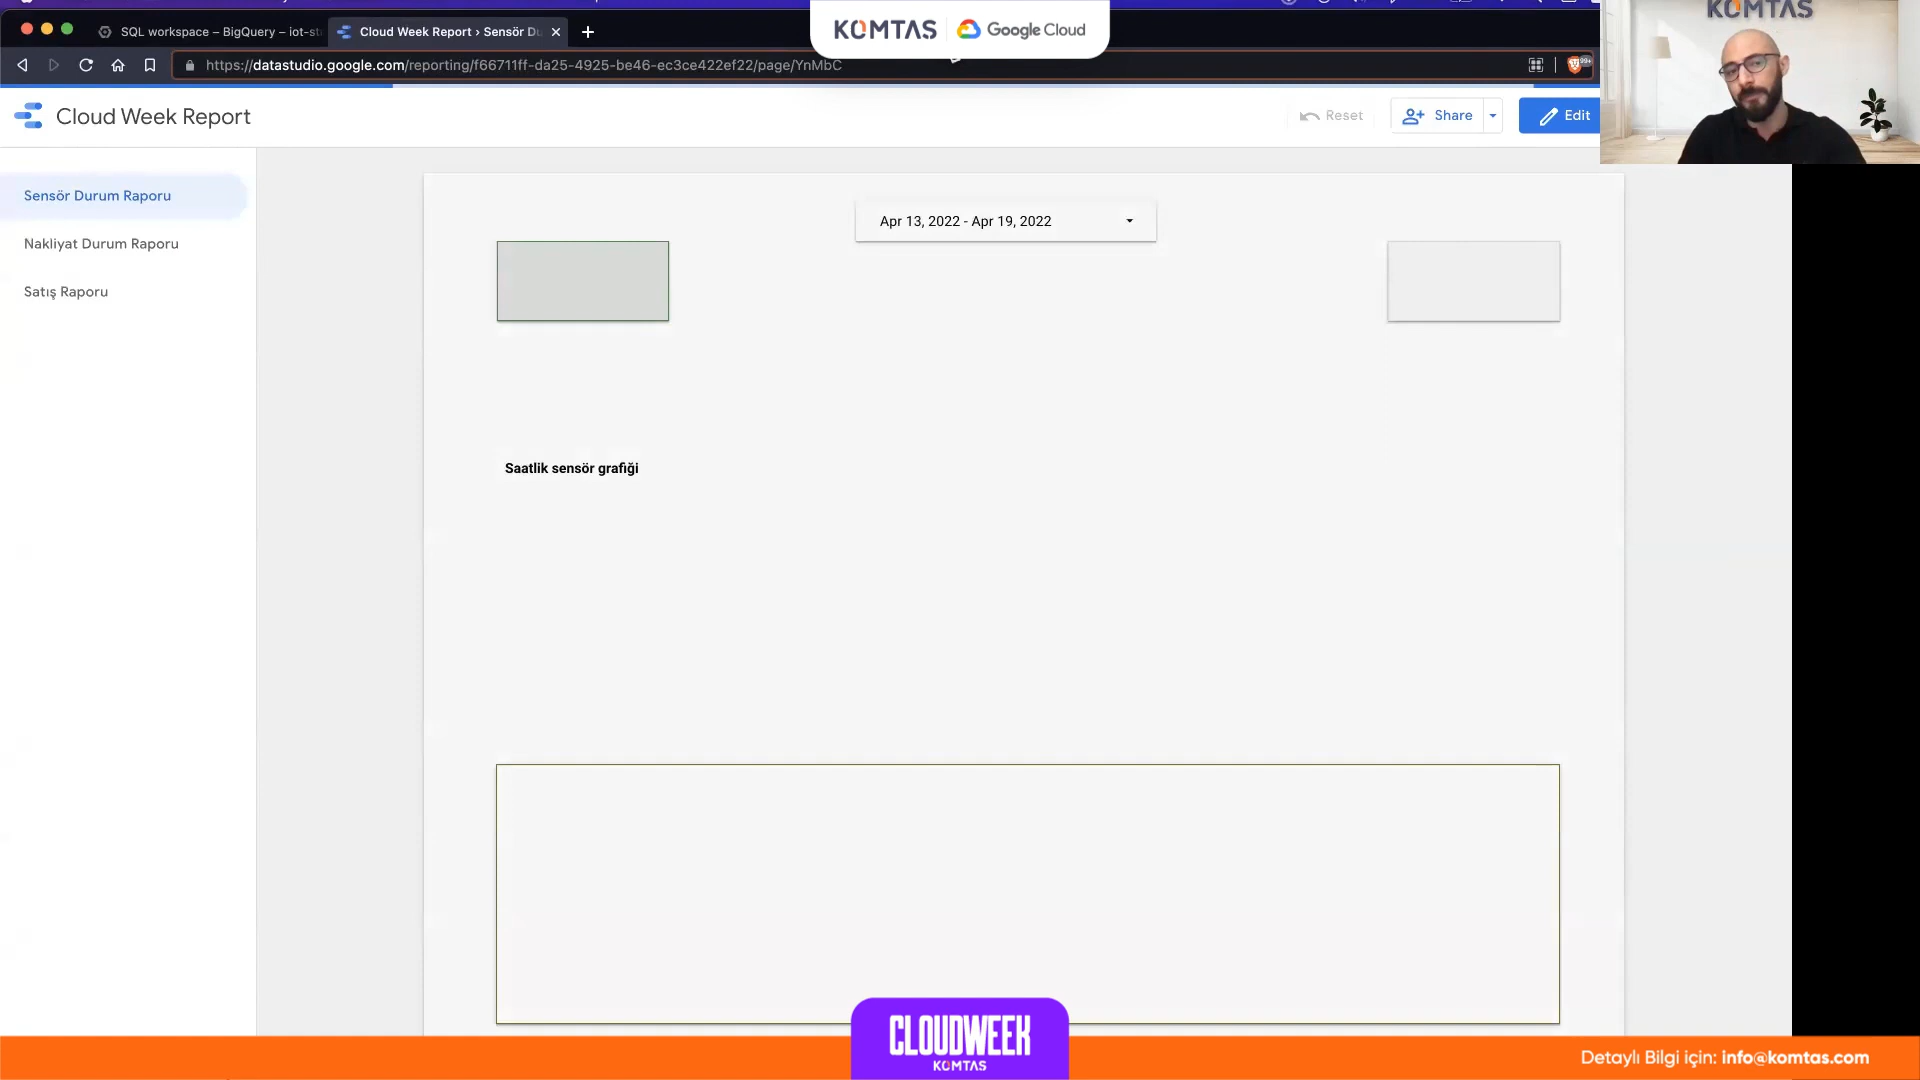 KOMTAS Google Cloud
KOMTAS
SQL workspace – BigQuery – iot-st
Cloud Week Report › Sensör Du
https://datastudio.google.com/reporting/f66711ff-da25-4925-be46-ec3ce422ef22/page/YnMbC
99+
Cloud Week Report
Reset
Share
Edit
Sensör Durum Raporu
Nakliyat Durum Raporu
Satış Raporu
Apr 13, 2022 - Apr 19, 2022
Saatlik sensör grafiği
CLOUDWEEK
KOMTAS
Detaylı Bilgi için: info@komtas.com